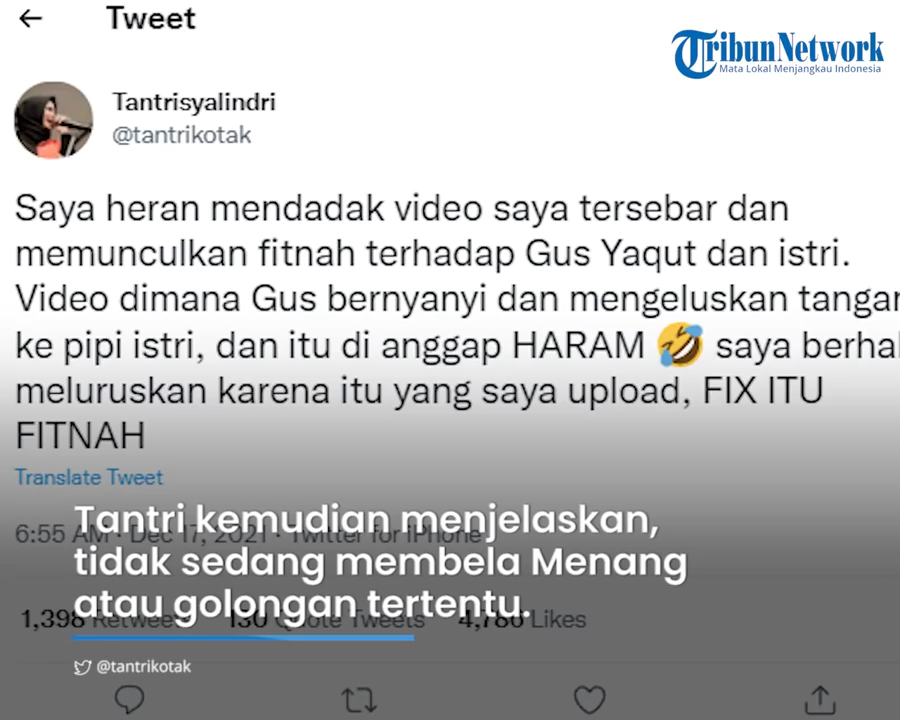 Tweet
TribunNetwork
Mata Lokal Menjangkau Indonesia
Tantrisyalindri
@tantrikotak
Saya heran mendadak video saya tersebar dan
memunculkan fitnah terhadap Gus Yaqut dan istri.
Video dimana Gus bernyanyi dan mengeluskan tangan
ke pipi istri, dan itu di anggap HARAM 🤣 saya berhak
meluruskan karena itu yang saya upload, FIX ITU
FITNAH
Translate Tweet
6:55 AM · Dec 17, 2021 · Twitter for iPhone
Tantri kemudian menjelaskan,
tidak sedang membela Menang
atau golongan tertentu.
1,398 Retweets 130 Quote Tweets 4,786 Likes
@tantrikotak